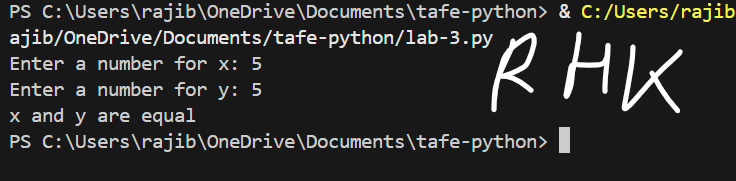 PS C:\Users\rajib\OneDrive\Documents\tafe-python> & C:/Users/rajib
ajib/OneDrive/Documents/tafe-python/lab-3.py
Enter a number for x: 5
Enter a number for y: 5
x and y are equal
PS C:\Users\rajib\OneDrive\Documents\tafe-python>
RHK